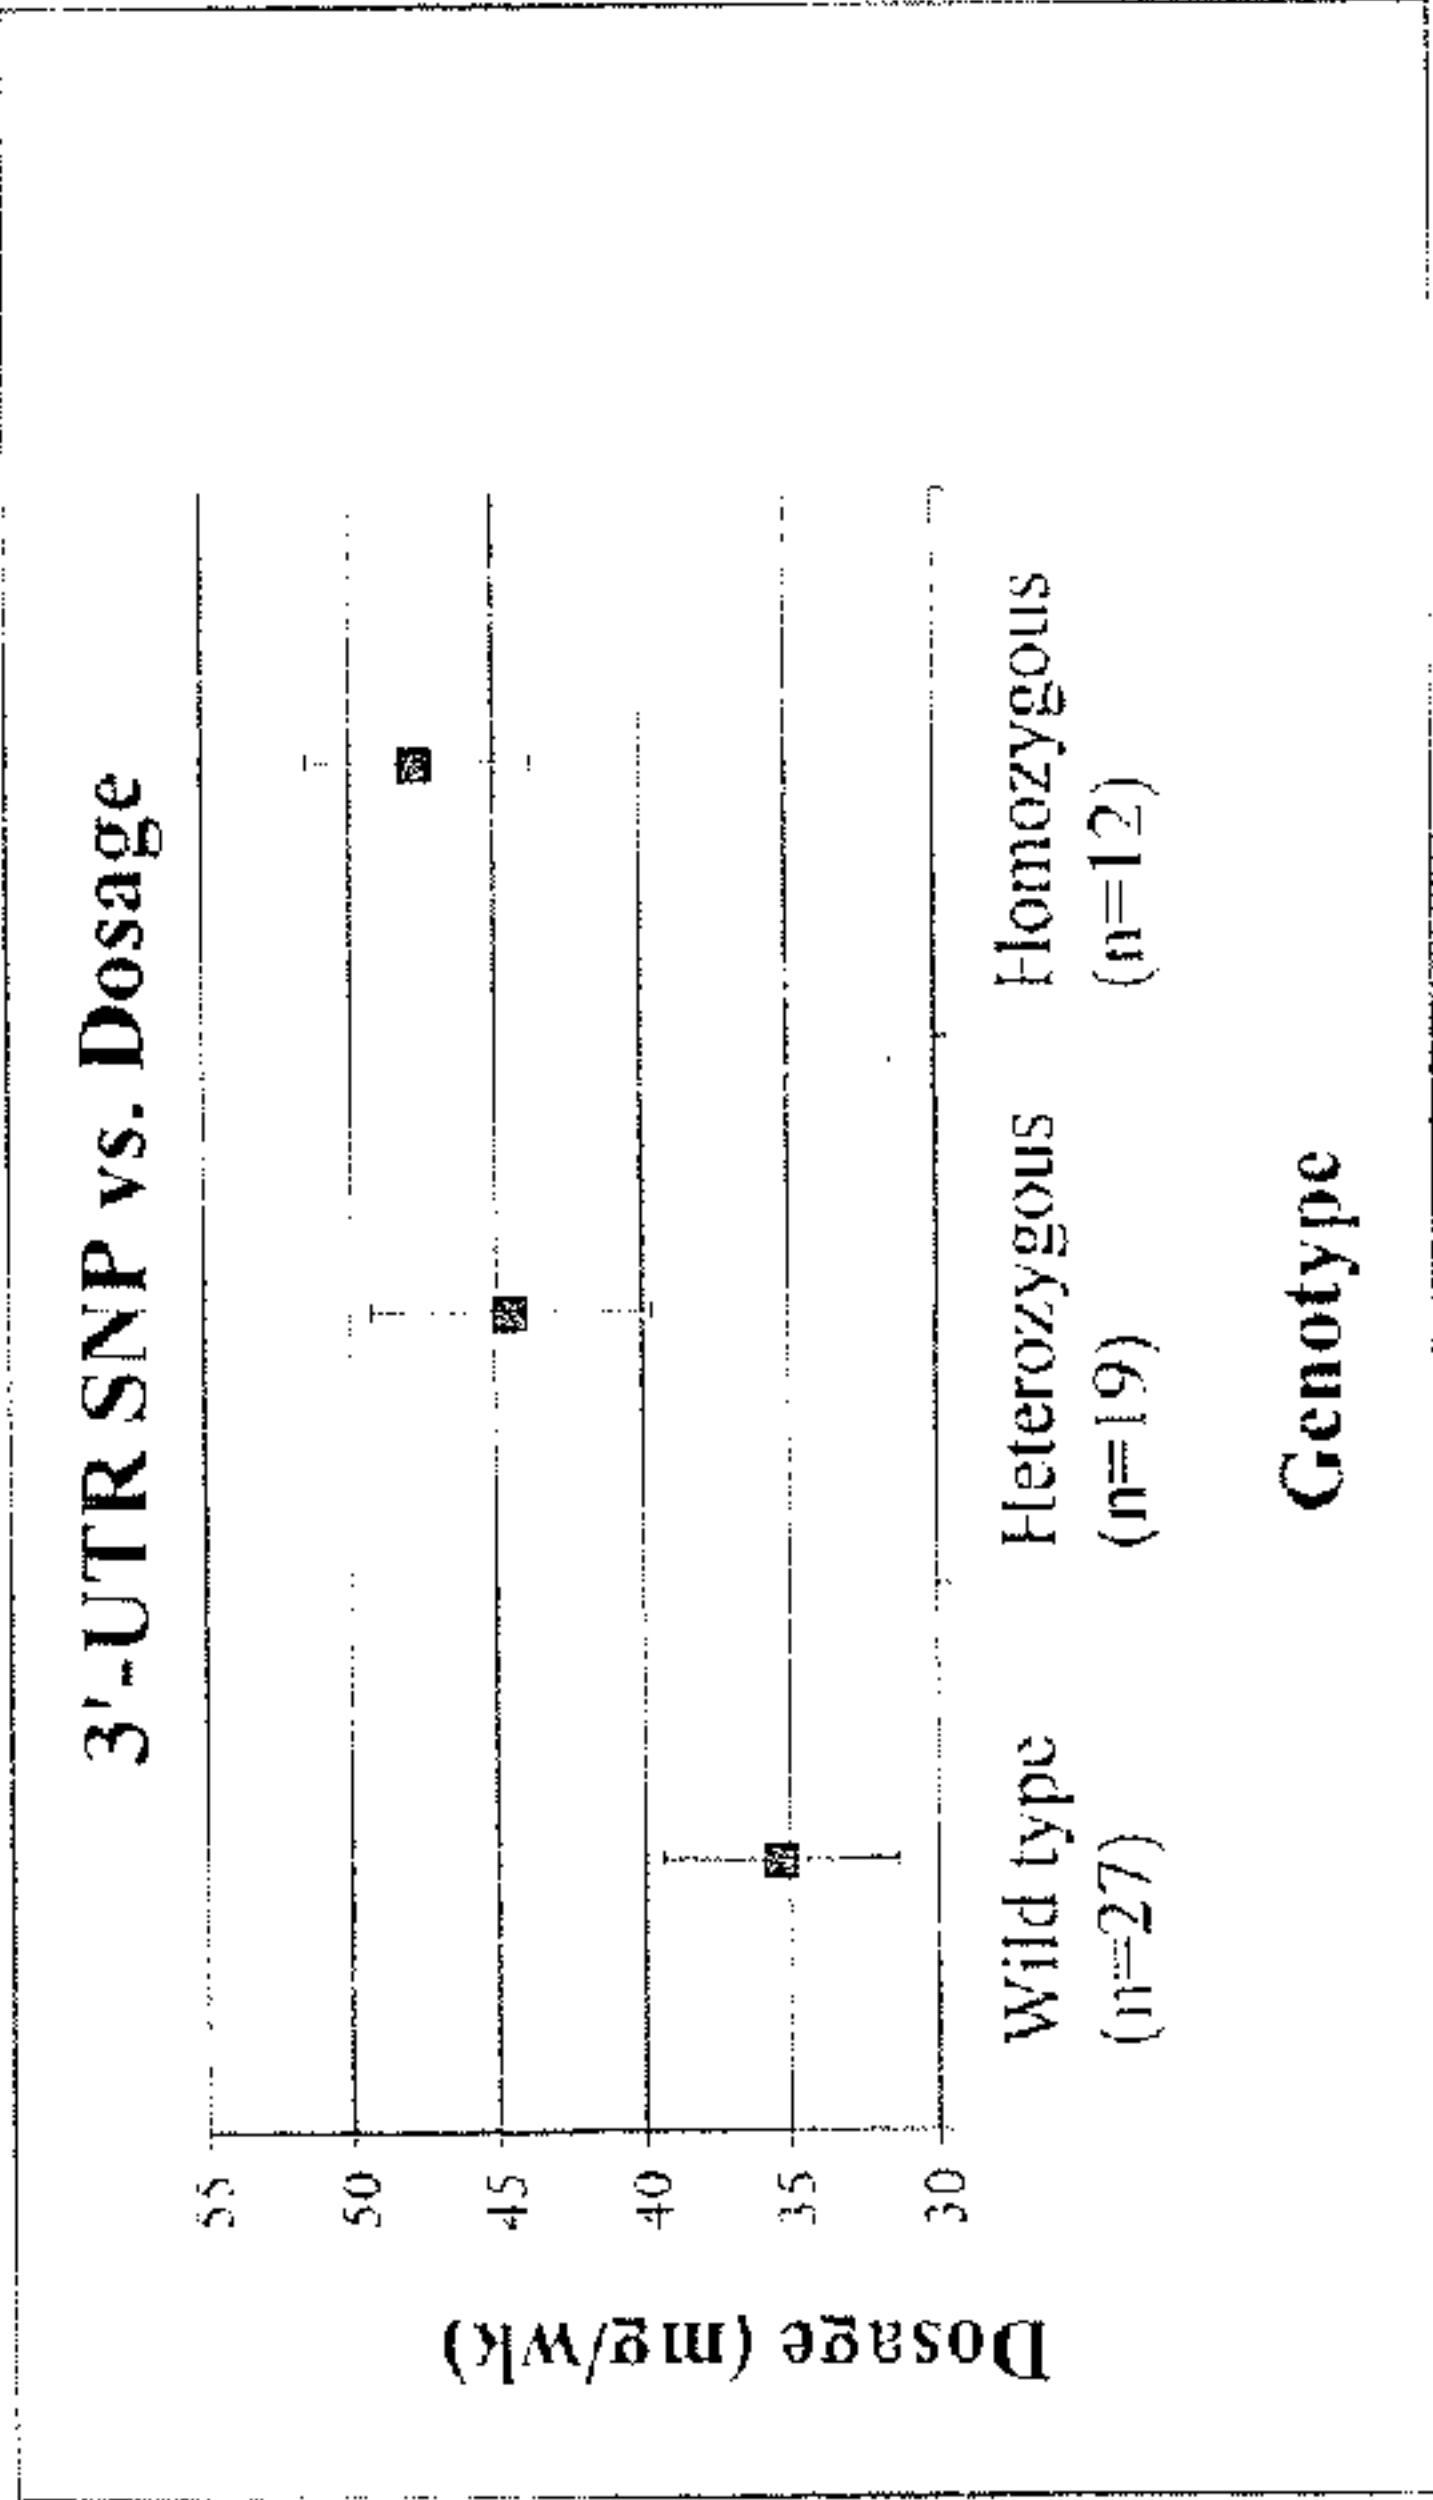 3'-UTR SNP vs. Dosage
Dosage (mg/wk)
55
50
45
40
35
30
Wild type
(n=27)
Heterozygous
(n=19)
Homozygous
(n=12)
Genotype